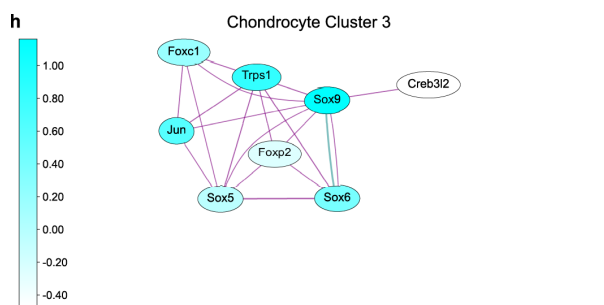 h
Chondrocyte Cluster 3
Foxc1
Trps1
Creb3l2
Sox9
Jun
Foxp2
Sox5
Sox6
1.00
0.80
0.60
0.40
0.20
0.00
-0.20
-0.40